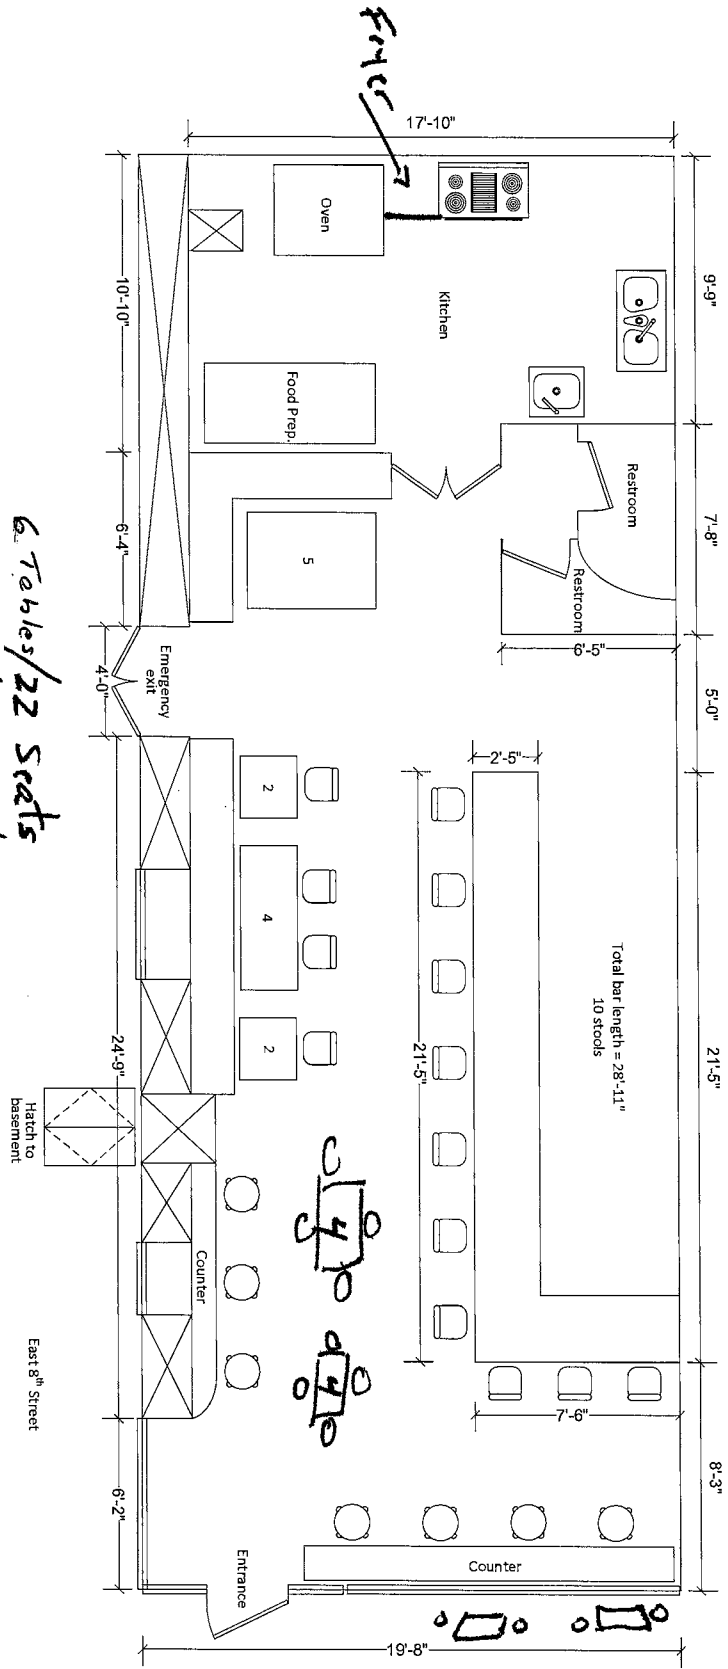 Fryer
17'-10"
9'-9"
7'-8"
5'-0"
21'-5"
8'-3"
Oven
Kitchen
Food Prep.
Restroom
Restroom
6'-5"
5
10'-10"
6'-4"
Emergency
exit
4'-0"
2'-5"
2
4
2
Total bar length = 28'-11"
10 stools
21'-5"
24'-9"
Hatch to
basement
Counter
4
4
7'-6"
6'-2"
Entrance
Counter
19'-8"
East 8th Street
6 Tables/22 Seats